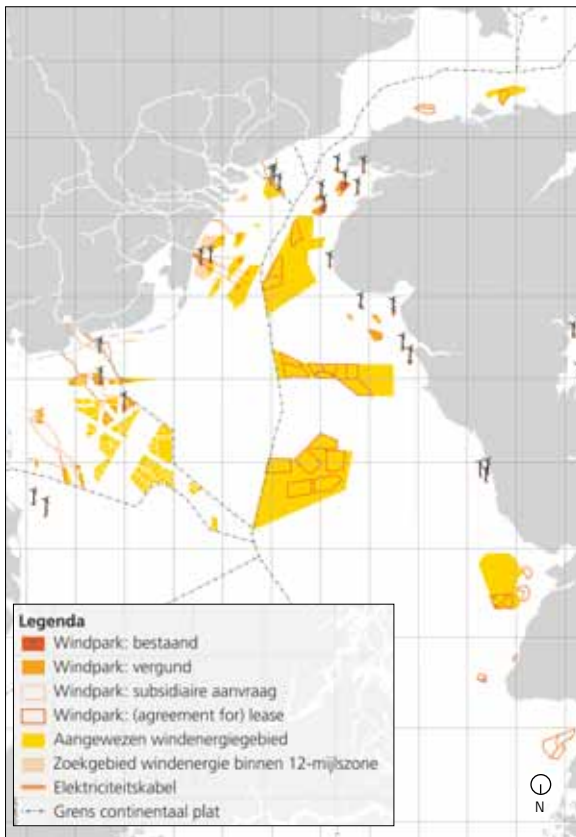 Legenda
Windpark: bestaand
Windpark: vergund
Windpark: subsidiaire aanvraag
Windpark: (agreement for) lease
Aangewezen windenergiegebied
Zoekgebied windenergie binnen 12-mijlszone
Elektriciteitskabel
Grens continentaal plat
N